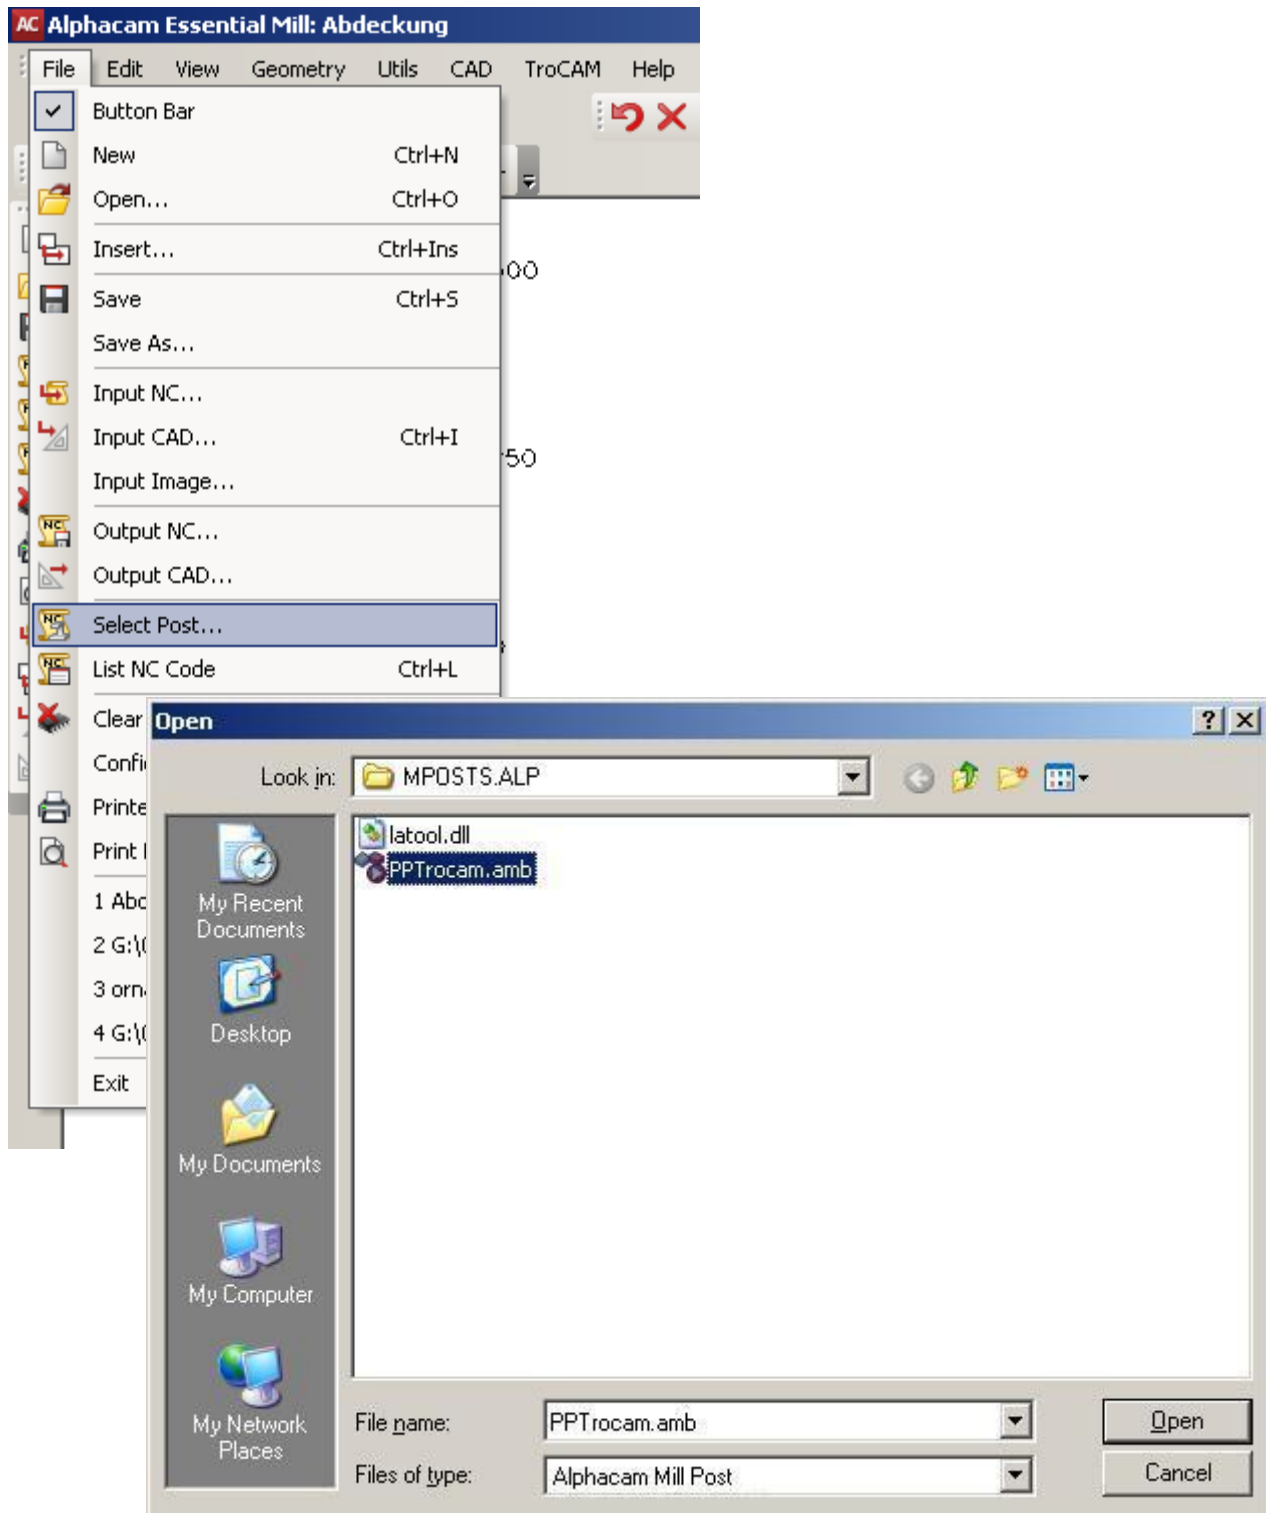 AC Alphacam Essential Mill: Abdeckung
File Edit View Geometry Utils CAD TroCAM Help
Button Bar
New Ctrl+N
Open... Ctrl+O
Insert... Ctrl+Ins
Save Ctrl+S
Save As...
Input NC...
Input CAD... Ctrl+I
Input Image...
Output NC...
Output CAD...
Select Post...
List NC Code Ctrl+L
Clear
Exit
Open
Look in: MPOSTS.ALP
latool.dll
PPTrocam.amb
My Recent
Documents
Desktop
My Documents
My Computer
My Network
Places
File name: PPTrocam.amb Open
Files of type: Alphacam Mill Post Cancel